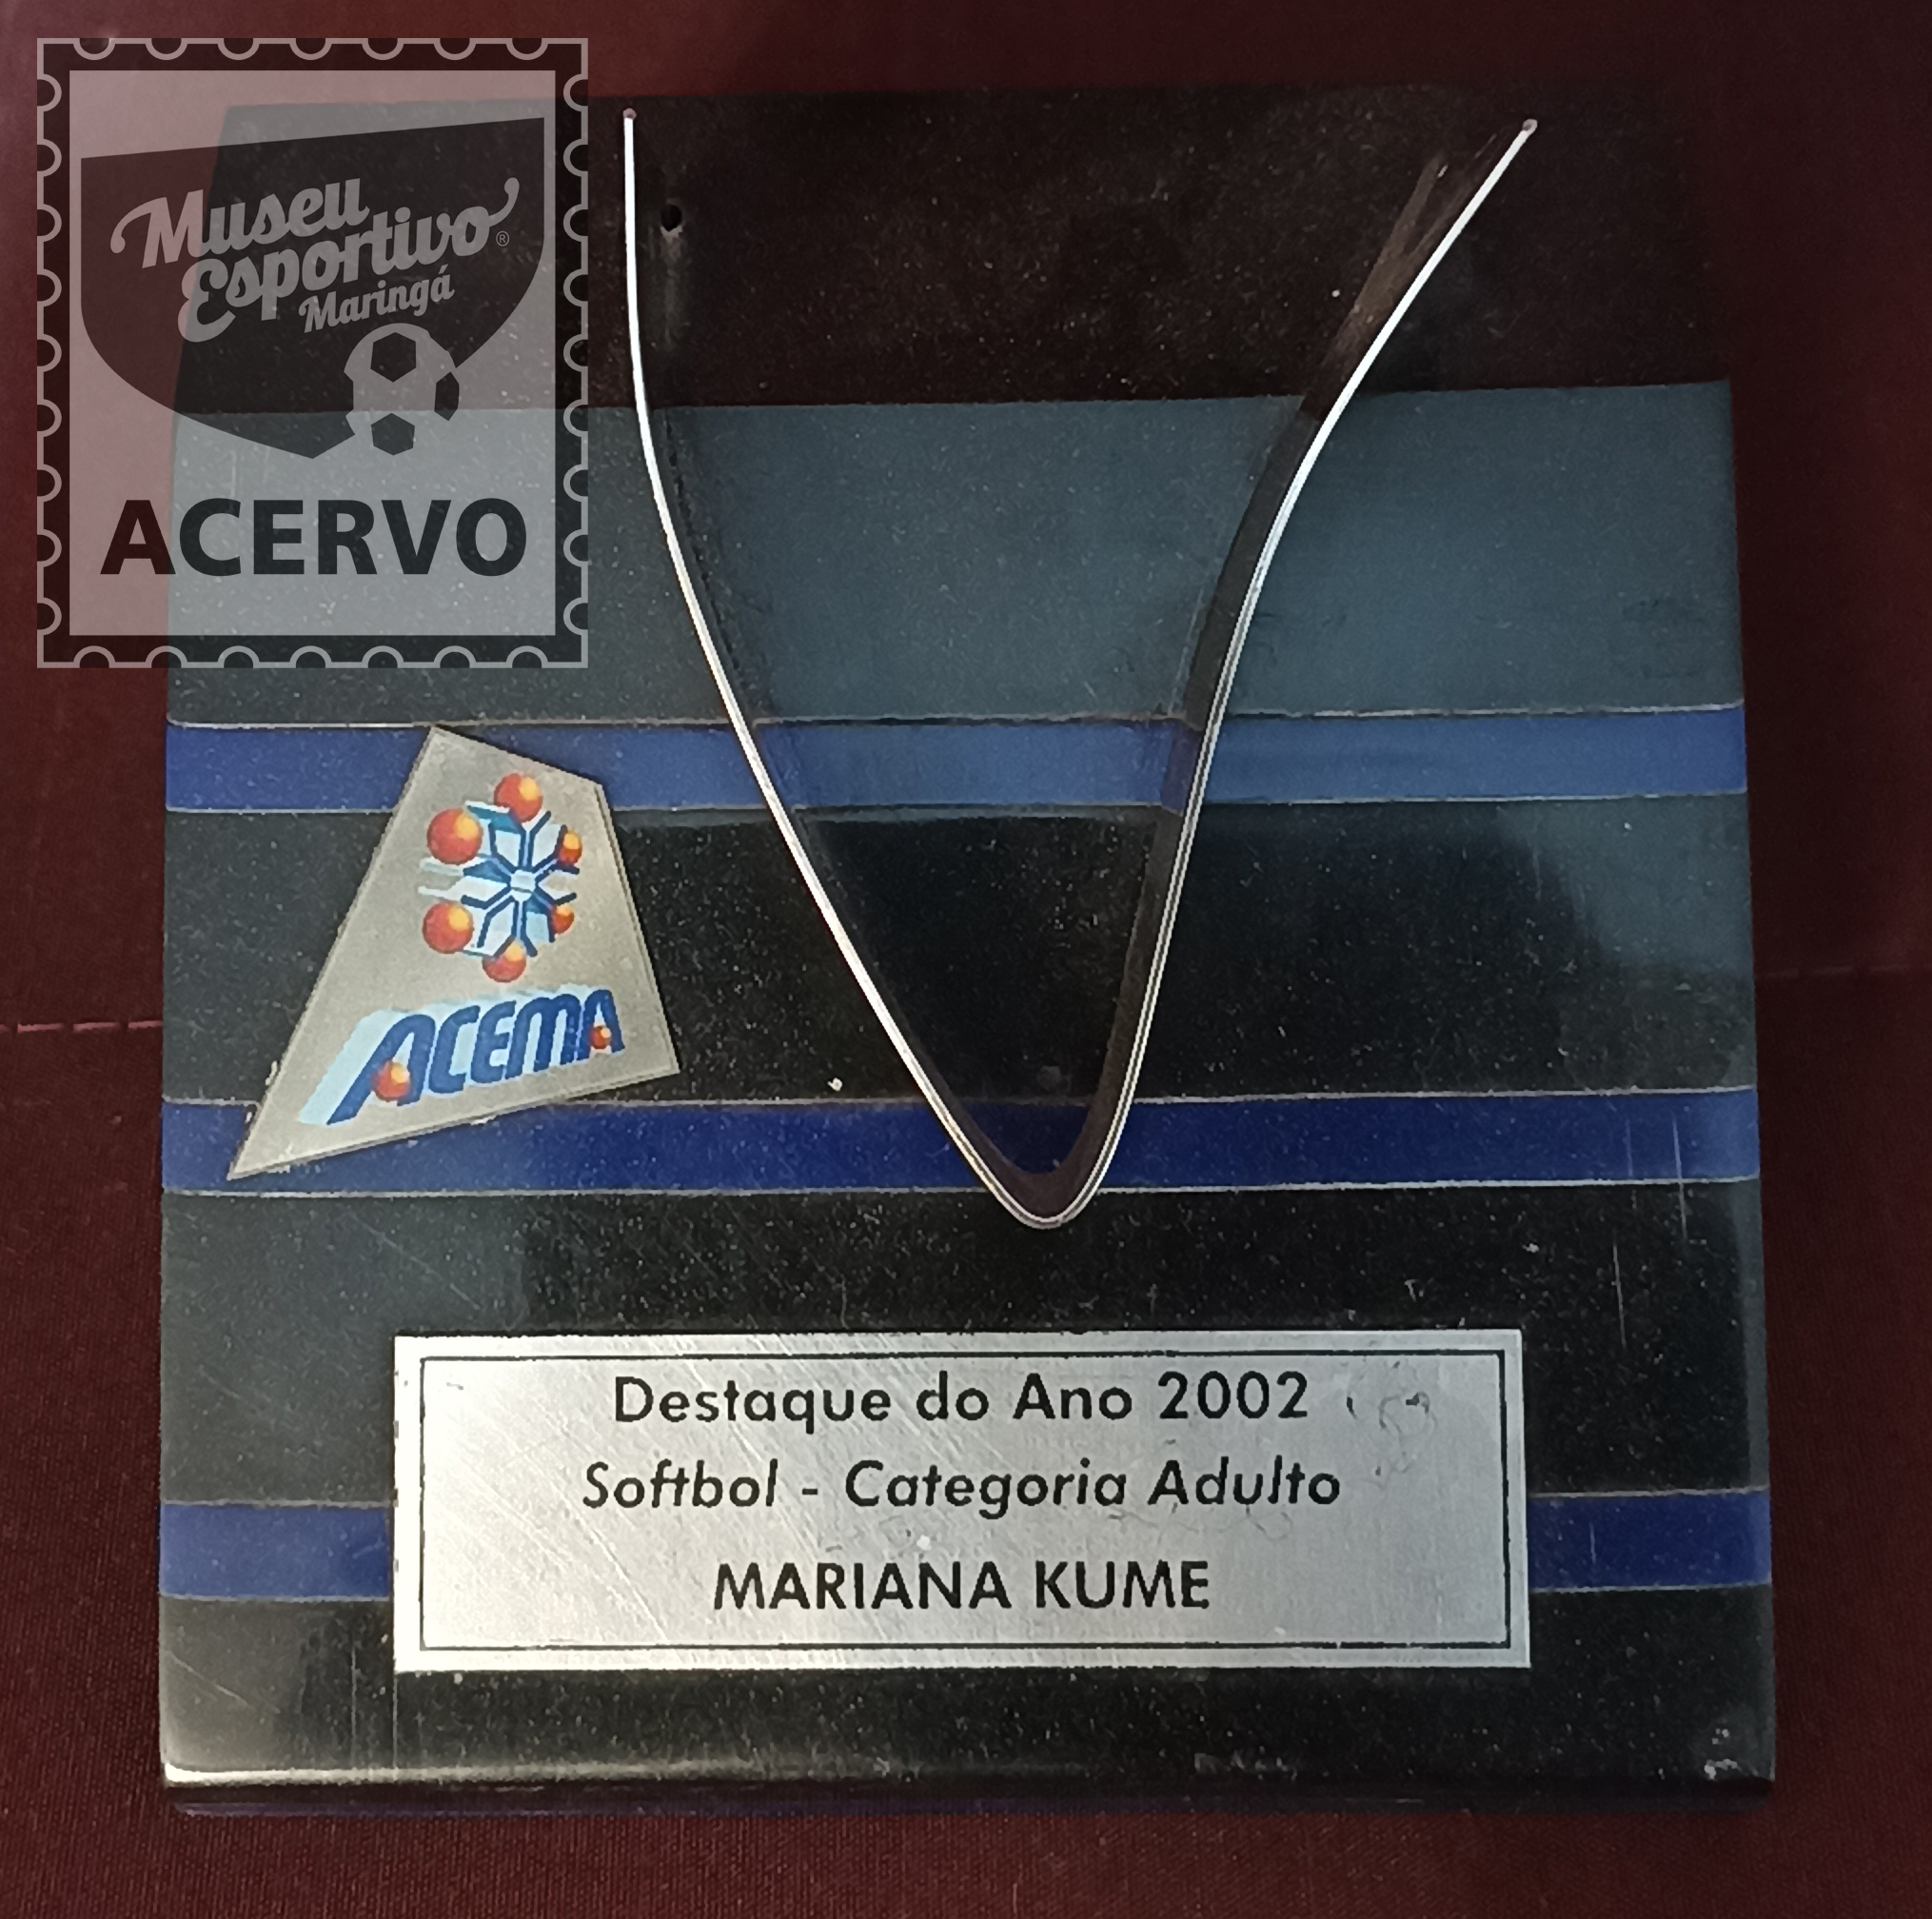 Museu
Esportivo®
Maringá
ACERVO
ACEMA
Destaque do Ano 2002
Softbol - Categoria Adulto
MARIANA KUME